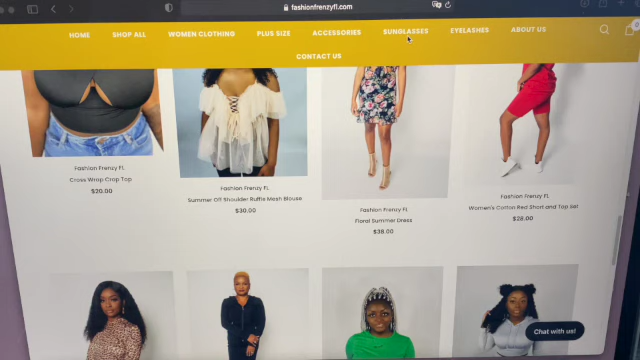 fashionfrenzyfl.com
HOME SHOP ALL WOMEN CLOTHING PLUS SIZE ACCESSORIES SUNGLASSES EYELASHES ABOUT US
0
CONTACT US
Fashion Frenzy FL
Cross Wrap Crop Top
$20.00
Fashion Frenzy FL
Summer Off Shoulder Ruffle Mesh Blouse
$30.00
Fashion Frenzy FL
Floral Summer Dress
$38.00
Fashion Frenzy FL
Women's Cotton Red Short and Top Set
$28.00
Chat with us!